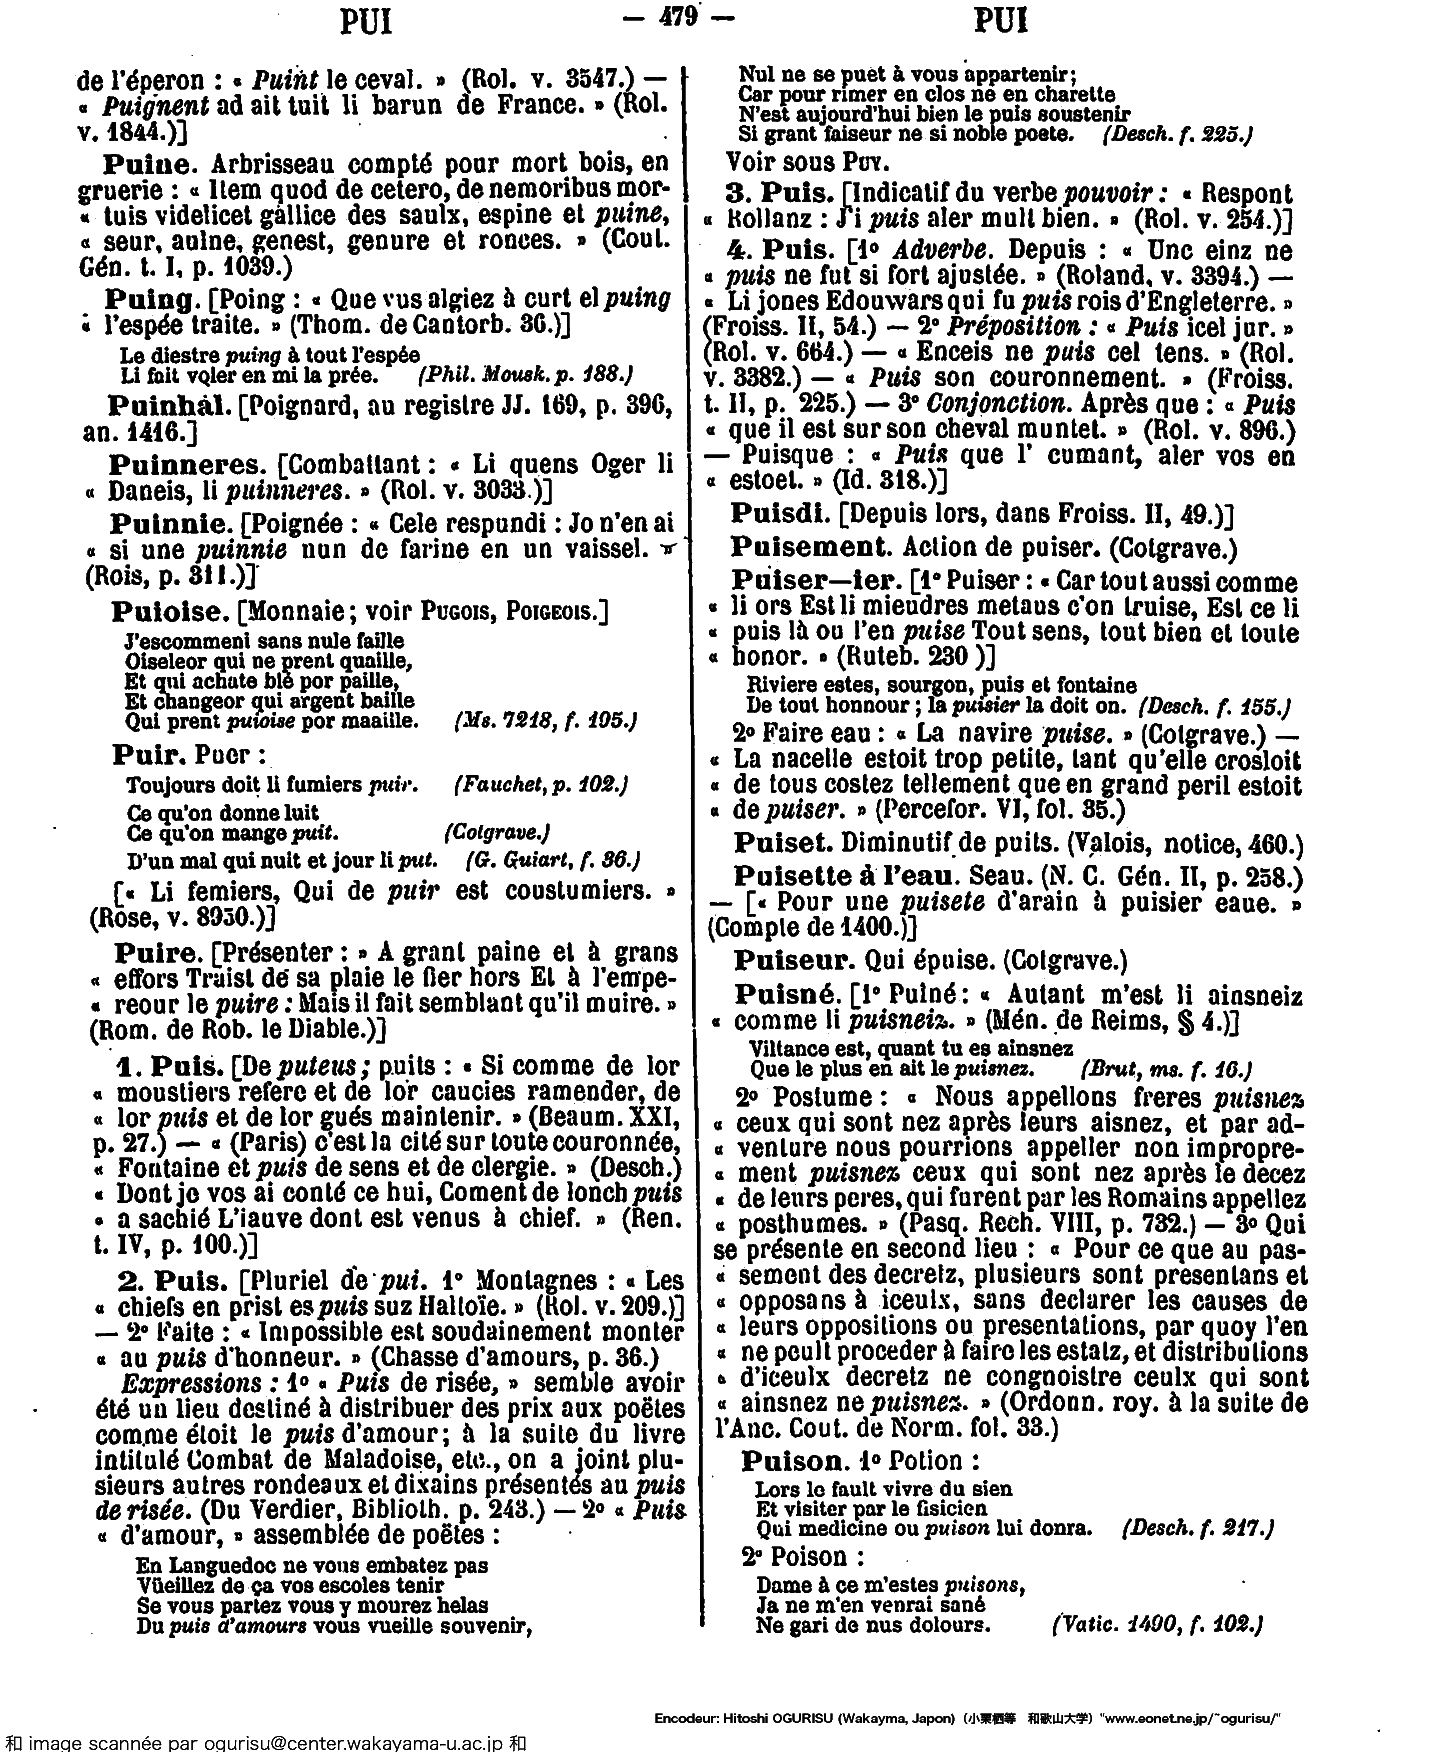 PUI — 479 — PUI
de l'éperon : « Puint le ceval. » (Rol. v. 3547.) —
« Puignent ad ait tuit li barun de France. » (Rol.
v. 1844.)]
Puine. Arbrisseau compté pour mort bois, en
gruerie : « Item quod de cetero, de nemoribus mor-
« tuis videlicet gallice des saulx, espine et puine,
« seur, aulne, genest, genure et ronces. » (Cout.
Gén. t. I, p. 1039.)
Puing. [Poing : « Que vus algiez à curt el puing
« l'espée traite. » (Thom. de Cantorb. 36.)]
Le diestre puing à tout l'espée
Li fait voler en mi la prée. (Phil. Mousk. p. 188.)
Puinhal. [Poignard, au registre JJ. 169, p. 396,
an. 1416.]
Puinneres. [Combattant : « Li quens Oger li
« Daneis, li puinneres. » (Rol. v. 3033.)]
Puinnie. [Poignée : « Cele respundi : Jo n'en ai
« si une puinnie nun de farine en un vaissel. »
(Rois, p. 311.)]
Puioise. [Monnaie ; voir PUGOIS, POIGEOIS.]
J'escommeni sans nule faille
Oiseleor qui ne prent quaille,
Et qui achate blé por paille,
Et changeor qui argent baille
Qui prent puioise por maaille. (Ms. 7218, f. 195.)
Puir. Puer :
Toujours doit li fumiers puir. (Fauchet, p. 102.)
Ce qu'on donne luit
Ce qu'on mange puit. (Cotgrave.)
D'un mal qui nuit et jour li put. (G. Guiart, f. 36.)
[« Li femiers, Qui de puir est coustumiers. »
(Rose, v. 8950.)]
Puire. [Présenter : » A grant paine et à grans
« effors Traist de sa plaie le fier hors Et à l'empe-
« reour le puire : Mais il fait semblant qu'il muire. »
(Rom. de Rob. le Diable.)]
1. Puis. [De puteus ; puits : « Si comme de lor
« moustiers refere et de lor caucies ramender, de
« lor puis et de lor gués maintenir. » (Beaum. XXI,
p. 27.) — « (Paris) c'est la cité sur toute couronnée,
« Fontaine et puis de sens et de clergie. » (Desch.)
« Dont je vos ai conté ce hui, Coment de lonch puis
« a sachié L'iauve dont est venus à chief. » (Ren.
t. IV, p. 100.)]
2. Puis. [Pluriel de pui. 1° Montagnes : « Les
« chiefs en prist es puis suz Haltoïe. » (Rol. v. 209.)]
— 2° Faite : « Impossible est soudainement monter
« au puis d'honneur. » (Chasse d'amours, p. 36.)
Expressions : 1° « Puis de risée, » semble avoir
été un lieu destiné à distribuer des prix aux poëtes
comme étoit le puis d'amour ; à la suite du livre
intitulé Combat de Maladoise, etc., on a joint plu-
sieurs autres rondeaux et dixains présentés au puis
de risée. (Du Verdier, Biblioth. p. 243.) — 2° « Puis
« d'amour, » assemblée de poëtes :
En Languedoc ne vous embatez pas
Vüeillez de ça vos escoles tenir
Se vous partez vous y mourez helas
Du puis d'amours vous vueille souvenir,
Nul ne se puet à vous appartenir ;
Car pour rimer en clos ne en charette
N'est aujourd'hui bien le puis soustenir
Si grant faiseur ne si noble poete. (Desch. f. 225.)
Voir sous PUY.
3. Puis. [Indicatif du verbe pouvoir : « Respont
« Rollanz : J'i puis aler mult bien. » (Rol. v. 254.)]
4. Puis. [1° Adverbe. Depuis : « Unc einz ne
« puis ne fut si fort ajustée. » (Roland, v. 3394.) —
« Li jones Edouwars qui fu puis rois d'Engleterre. »
(Froiss. II, 54.) — 2° Préposition : « Puis icel jur. »
(Rol. v. 664.) — « Enceis ne puis cel tens. » (Rol.
v. 3382.) — « Puis son couronnement. » (Froiss.
t. II, p. 225.) — 3° Conjonction. Après que : « Puis
« que il est sur son cheval muntet. » (Rol. v. 896.)
— Puisque : « Puis que l' cumant, aler vos en
« estoet. » (Id. 318.)]
Puisdi. [Depuis lors, dans Froiss. II, 49.)]
Puisement. Action de puiser. (Cotgrave.)
Puiser—ier. [1° Puiser : « Car tout aussi comme
« li ors Est li mieudres metaus c'on truise, Est ce li
« puis là ou l'en puise Tout sens, tout bien et toute
« honor. » (Ruteb. 230 )]
Riviere estes, sourgon, puis et fontaine
De tout honnour ; la puisier la doit on. (Desch. f. 155.)
2° Faire eau : « La navire puise. » (Cotgrave.) —
« La nacelle estoit trop petite, tant qu'elle crosloit
« de tous costez tellement que en grand peril estoit
« de puiser. » (Percefor. VI, fol. 35.)
Puiset. Diminutif de puits. (Valois, notice, 460.)
Puisette à l'eau. Seau. (N. C. Gén. II, p. 258.)
— [« Pour une puisete d'arain à puisier eaue. »
(Compte de 1400.)]
Puiseur. Qui épuise. (Cotgrave.)
Puisné. [1° Puiné : « Autant m'est li ainsneiz
« comme li puisneiz. » (Mén. de Reims, § 4.)]
Viltance est, quant tu es ainsnez
Que le plus en ait le puisnez. (Brut, ms. f. 16.)
2° Postume : « Nous appellons freres puisnez
« ceux qui sont nez après leurs aisnez, et par ad-
« venture nous pourrions appeller non impropre-
« ment puisnez ceux qui sont nez après le decez
« de leurs peres, qui furent par les Romains appellez
« posthumes. » (Pasq. Rech. VIII, p. 732.) — 3° Qui
se présente en second lieu : « Pour ce que au pas-
« sement des decretz, plusieurs sont presentans et
« opposans à iceulx, sans declarer les causes de
« leurs oppositions ou presentations, par quoy l'en
« ne peult proceder à faire les estatz, et distributions
« d'iceulx decretz ne congnoistre ceulx qui sont
« ainsnez ne puisnez. » (Ordonn. roy. à la suite de
l'Anc. Cout. de Norm. fol. 33.)
Puison. 1° Potion :
Lors le fault vivre du sien
Et visiter par le fisicien
Qui medicine ou puison lui donra. (Desch. f. 217.)
2° Poison :
Dame à ce m'estes puisons,
Ja ne m'en venrai sané
Ne gari de nus dolours. (Vatic. 1490, f. 102.)
Encodeur: Hitoshi OGURISU (Wakayma, Japon) (小栗栖等 和歌山大学) "www.eonet.ne.jp/~ogurisu/"
和 image scannée par ogurisu@center.wakayama-u.ac.jp 和